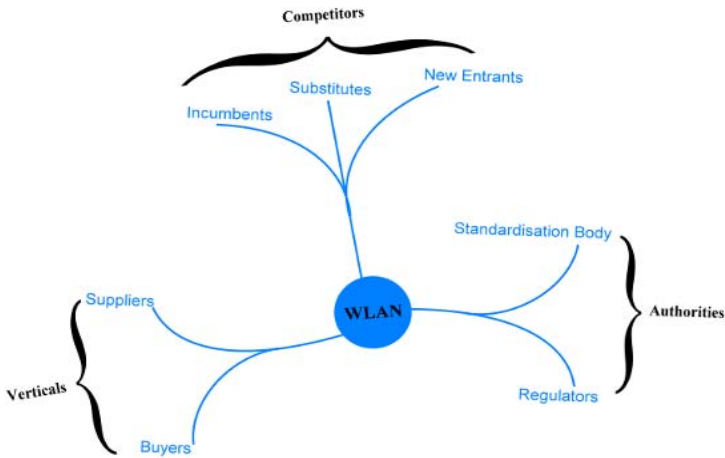 Competitors
New Entrants
Substitutes
Incumbents
Standardisation Body
Suppliers
WLAN
Authorities
Verticals
Regulators
Buyers